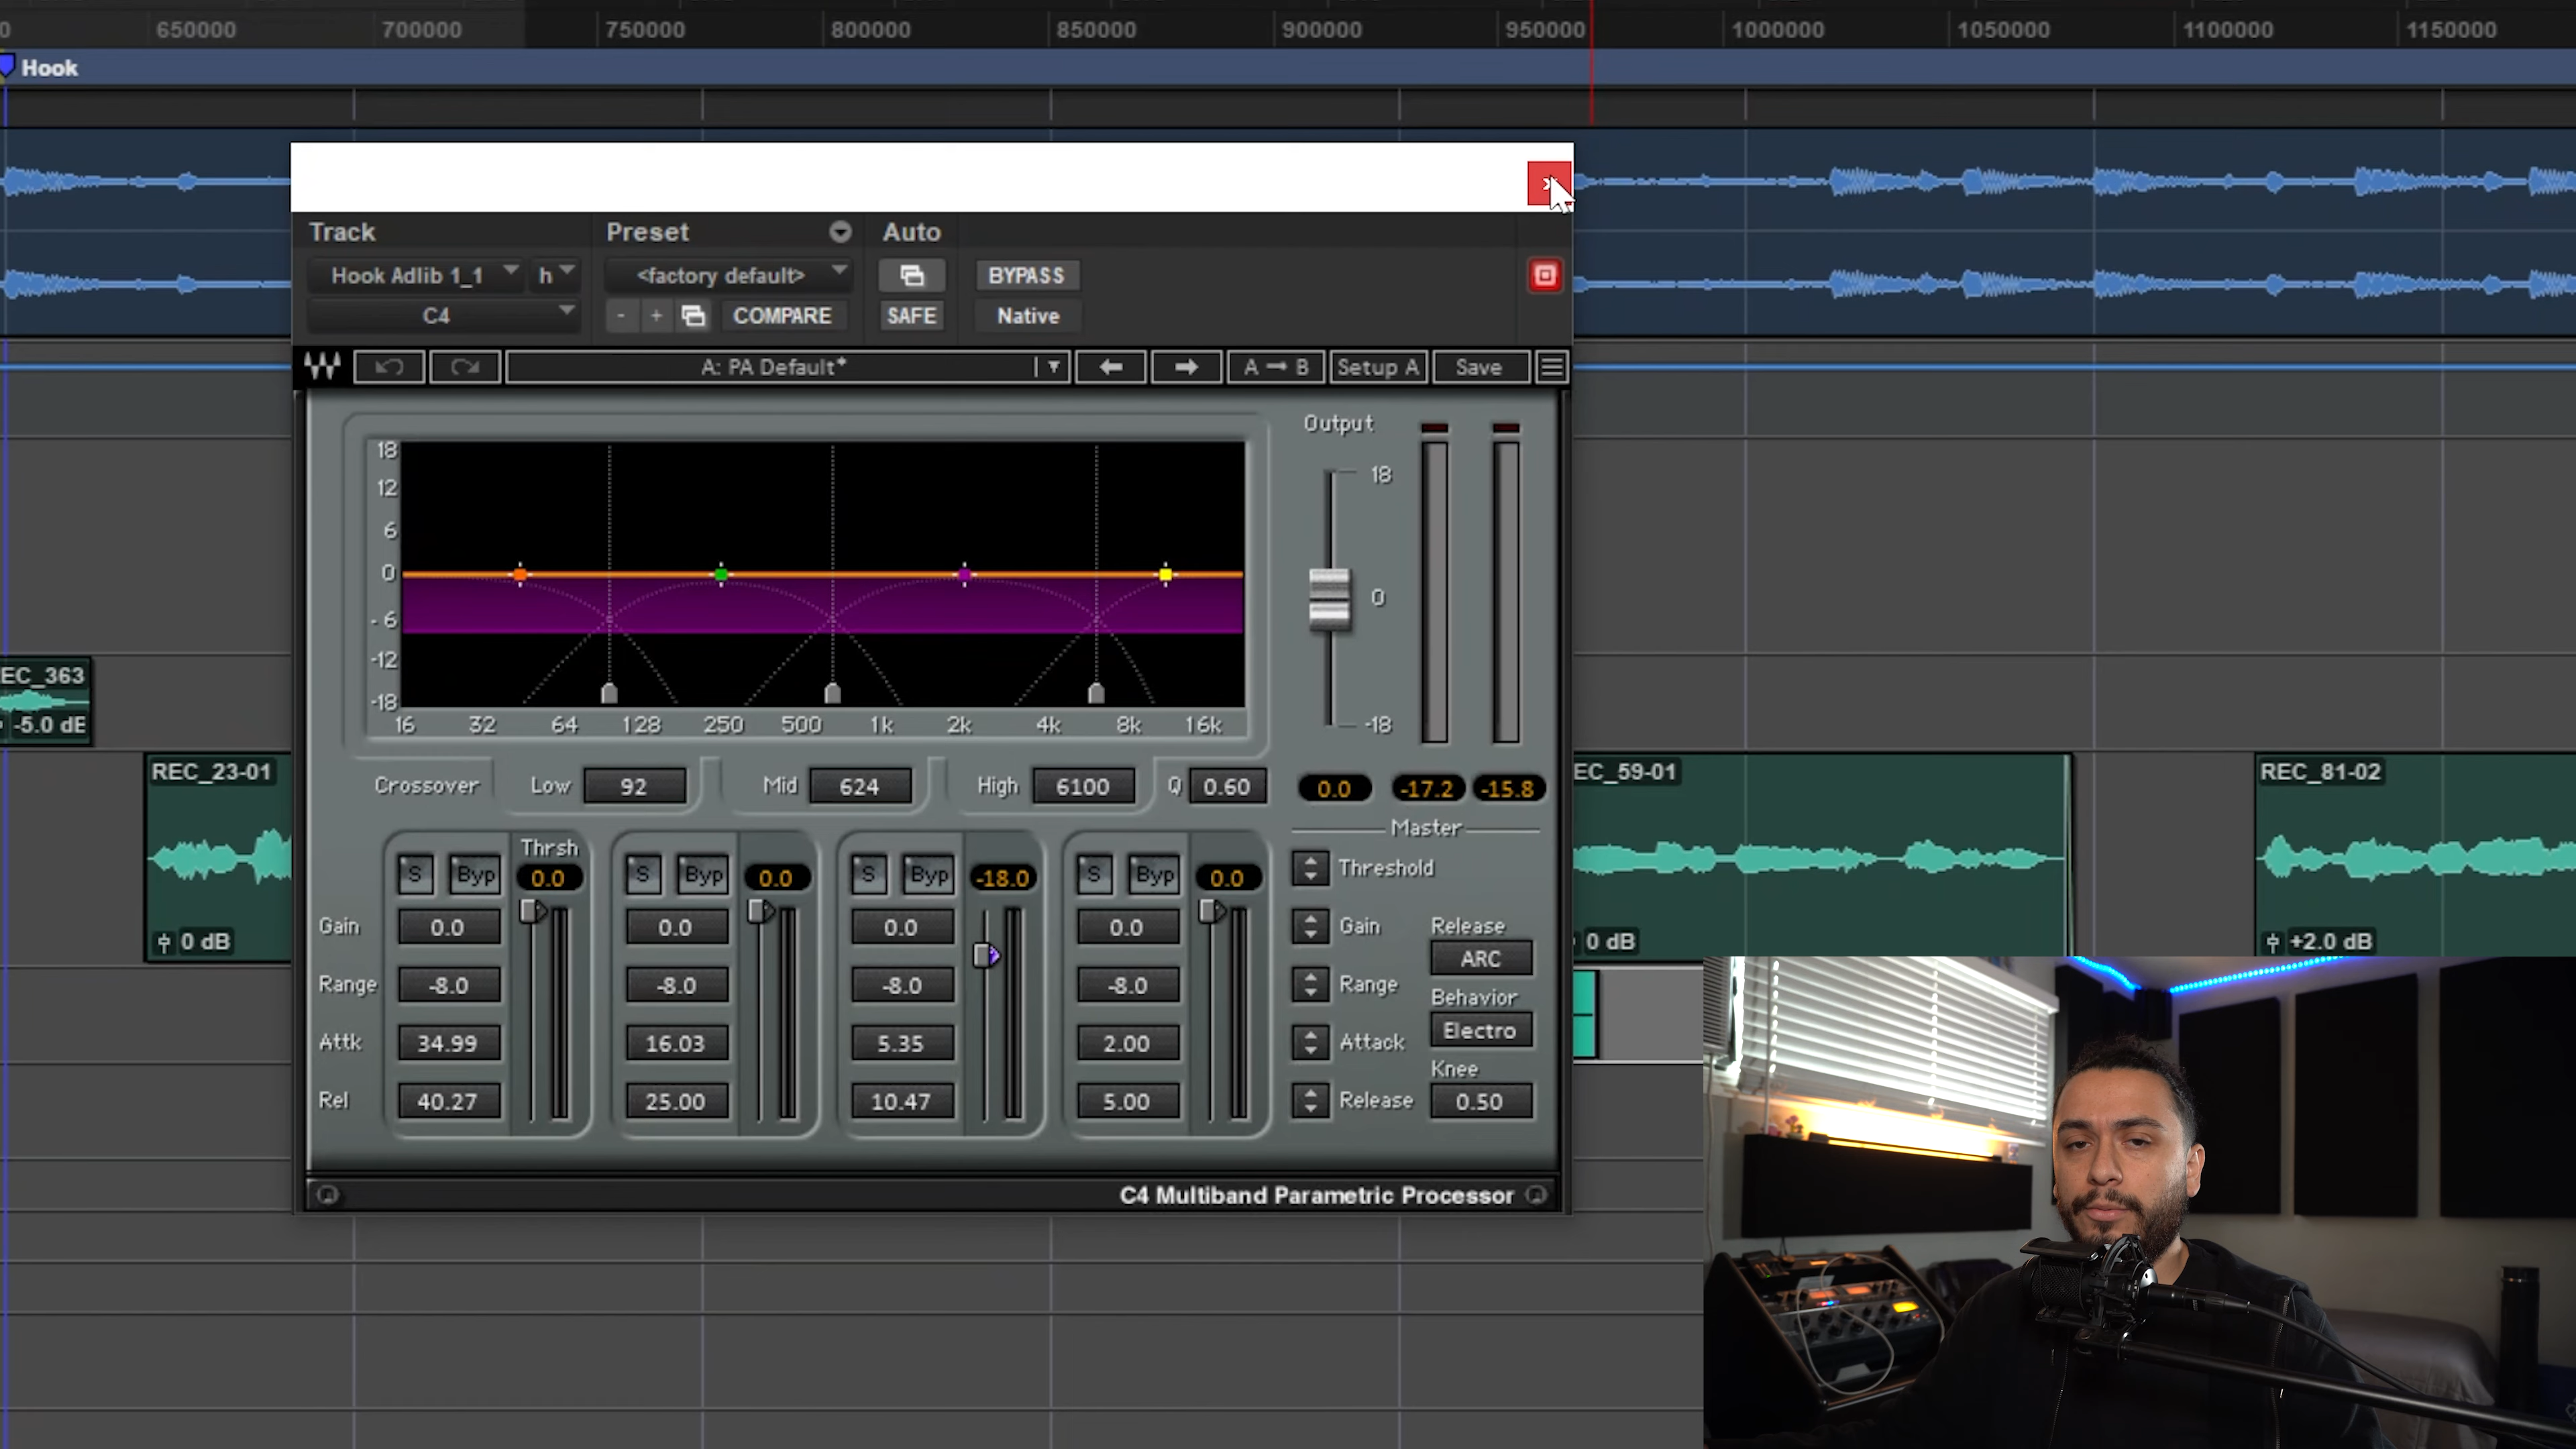 0 650000 700000 750000 800000 850000 900000 950000 1000000 1050000 1100000 1150000
Hook
Track Preset Auto
Hook Adlib 1_1 h <factory default> BYPASS
C4 - + COMPARE SAFE Native
A: PA Default* A → B Setup A Save
Output
18
12
6
0
-6
-12
-18
16 32 64 128 250 500 1k 2k 4k 8k 16k
18
0
-18
Crossover Low 92 Mid 624 High 6100 Q 0.60 0.0 -17.2 -15.8
Master
Thrsh
S Byp 0.0 S Byp 0.0 S Byp -18.0 S Byp 0.0 Threshold
Gain 0.0 0.0 0.0 0.0 Gain Release
ARC
Range -8.0 -8.0 -8.0 -8.0 Range Behavior
Electro
Attk 34.99 16.03 5.35 2.00 Attack Knee
Rel 40.27 25.00 10.47 5.00 Release 0.50
C4 Multiband Parametric Processor
EC_363
-5.0 dE
REC_23-01
0 dB
EC_59-01
0 dB
REC_81-02
+2.0 dB